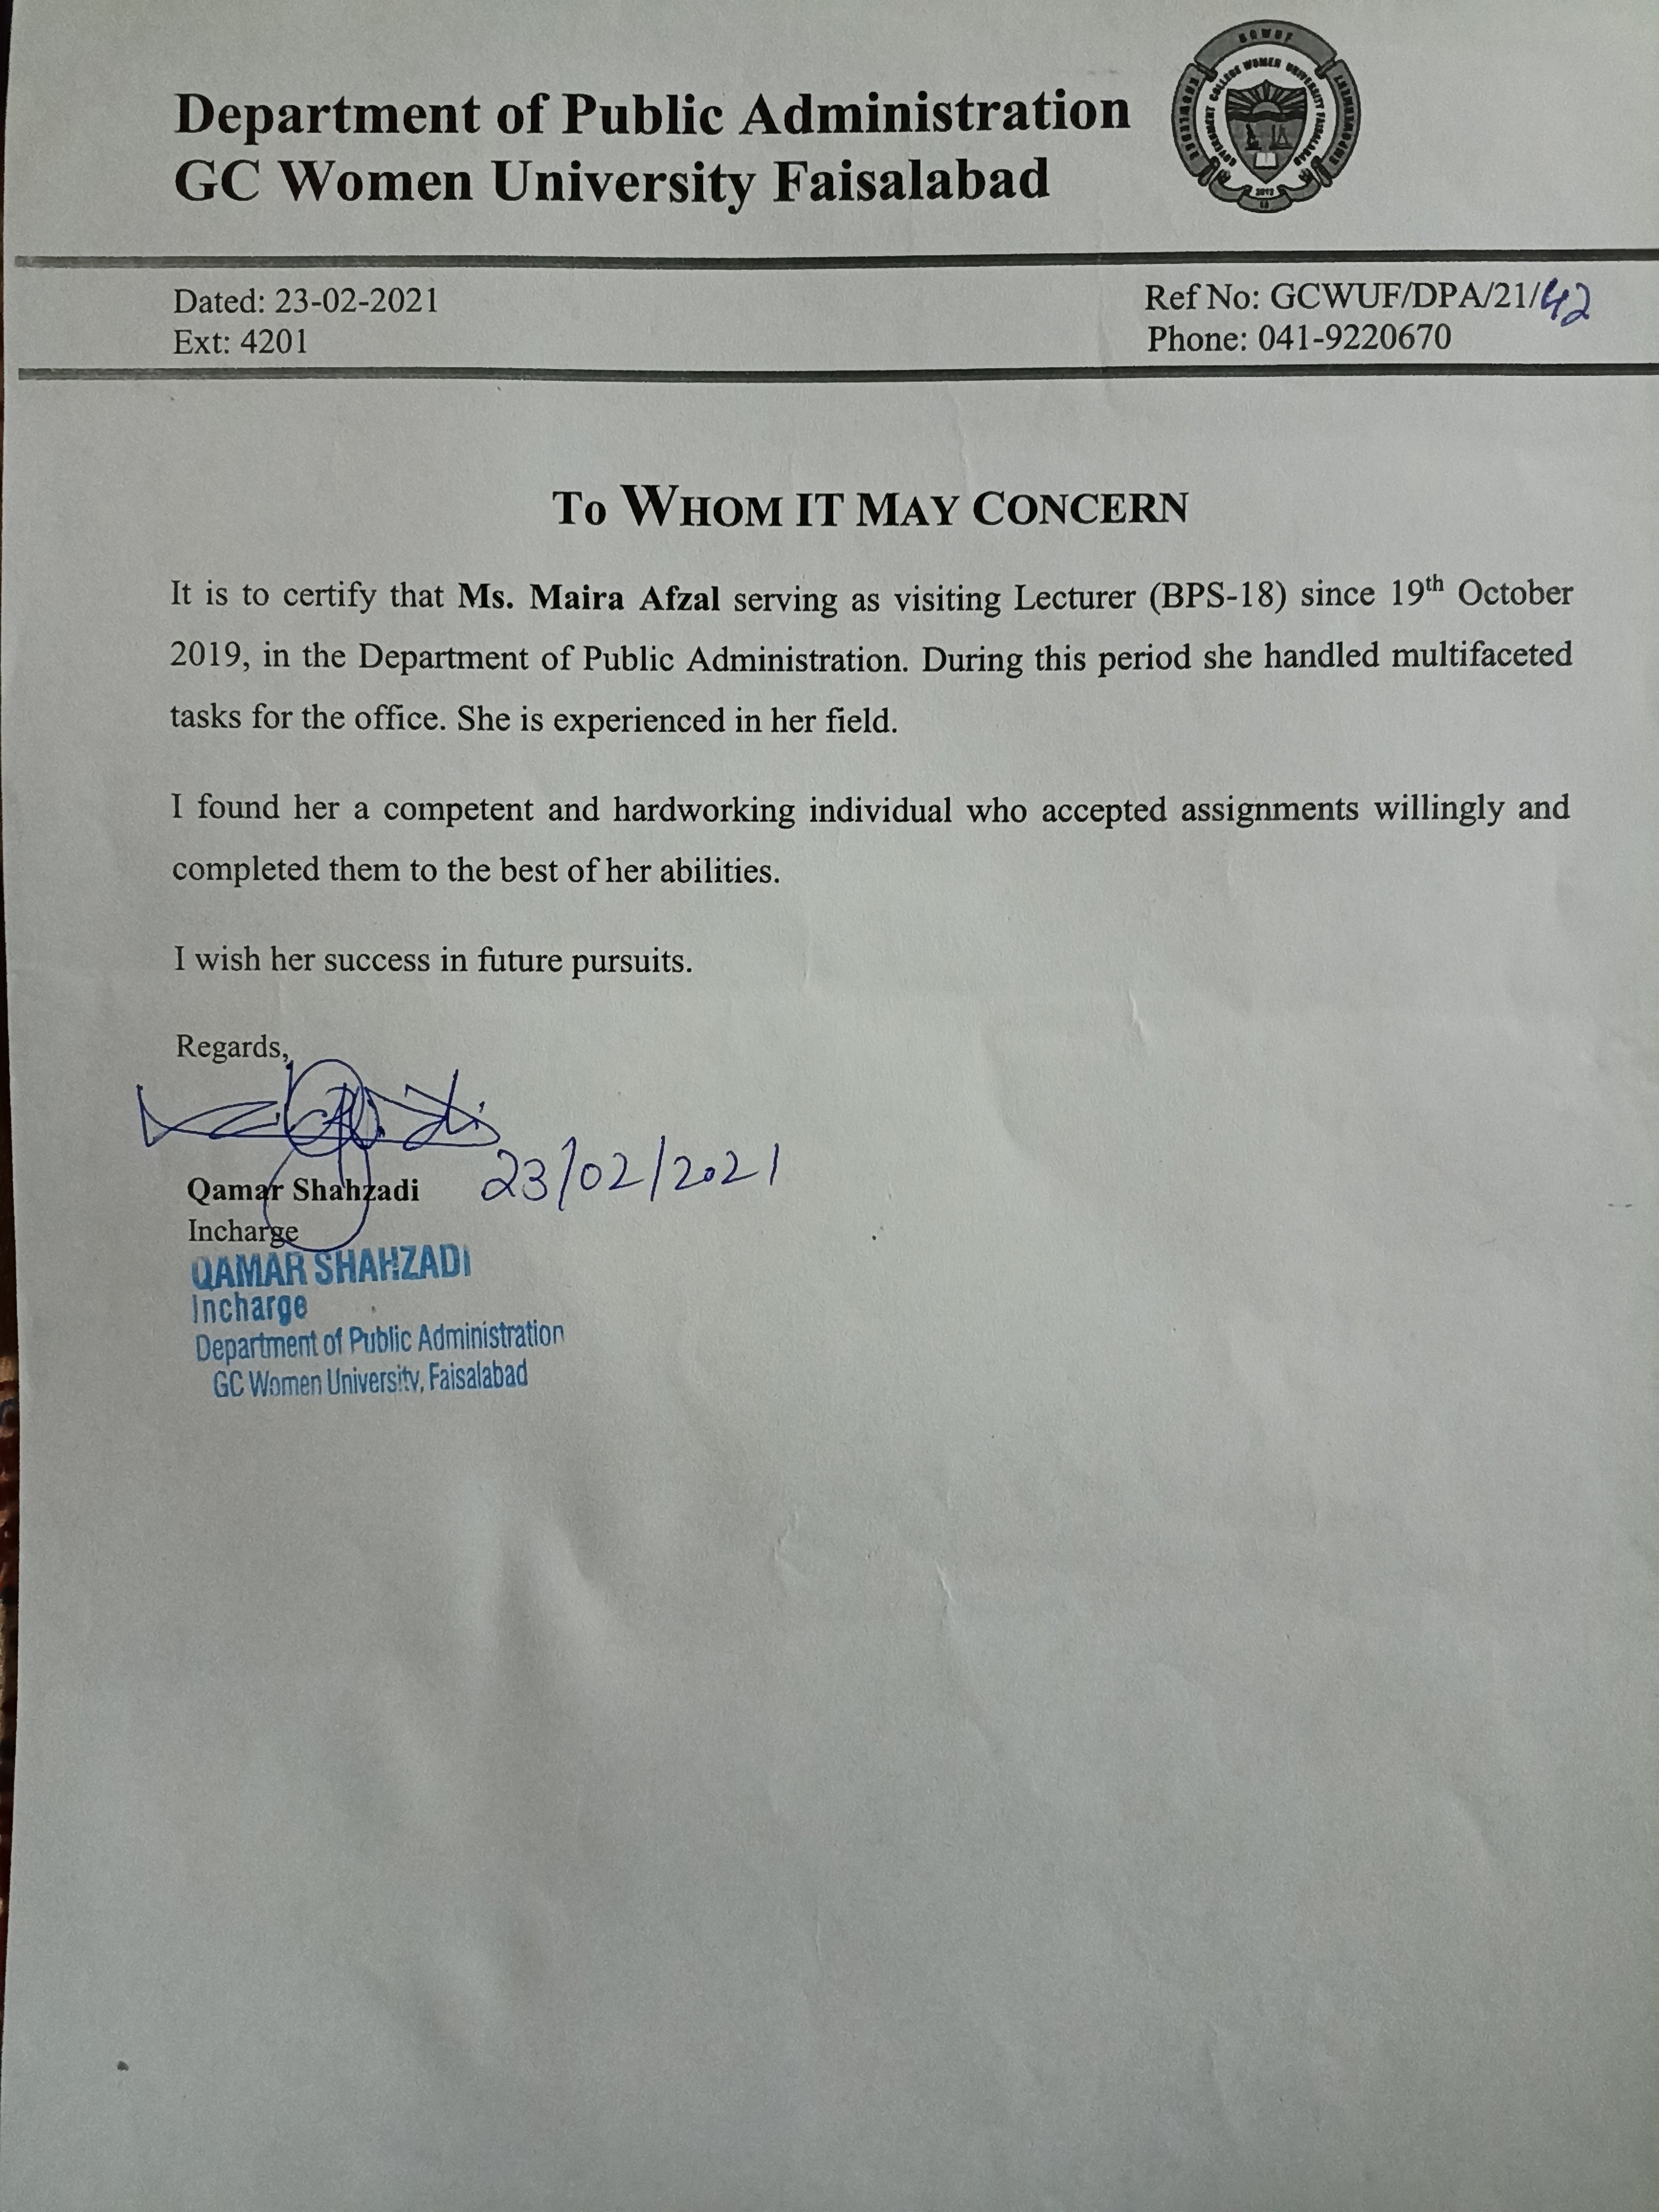 Department of Public Administration
GC Women University Faisalabad
GCWUF
GOVERNMENT COLLEGE WOMEN UNIVERSITY FAISALABAD
KNOWLEDGE
EMPOWERMENT
2012
Dated: 23-02-2021
Ref No: GCWUF/DPA/21/42
Ext: 4201
Phone: 041-9220670
TO WHOM IT MAY CONCERN
It is to certify that Ms. Maira Afzal serving as visiting Lecturer (BPS-18) since 19th October
2019, in the Department of Public Administration. During this period she handled multifaceted
tasks for the office. She is experienced in her field.
I found her a competent and hardworking individual who accepted assignments willingly and
completed them to the best of her abilities.
I wish her success in future pursuits.
Regards,
Qamar Shahzadi
23/02/2021
Incharge
QAMAR SHAHZADI
Incharge
Department of Public Administration
GC Women University, Faisalabad